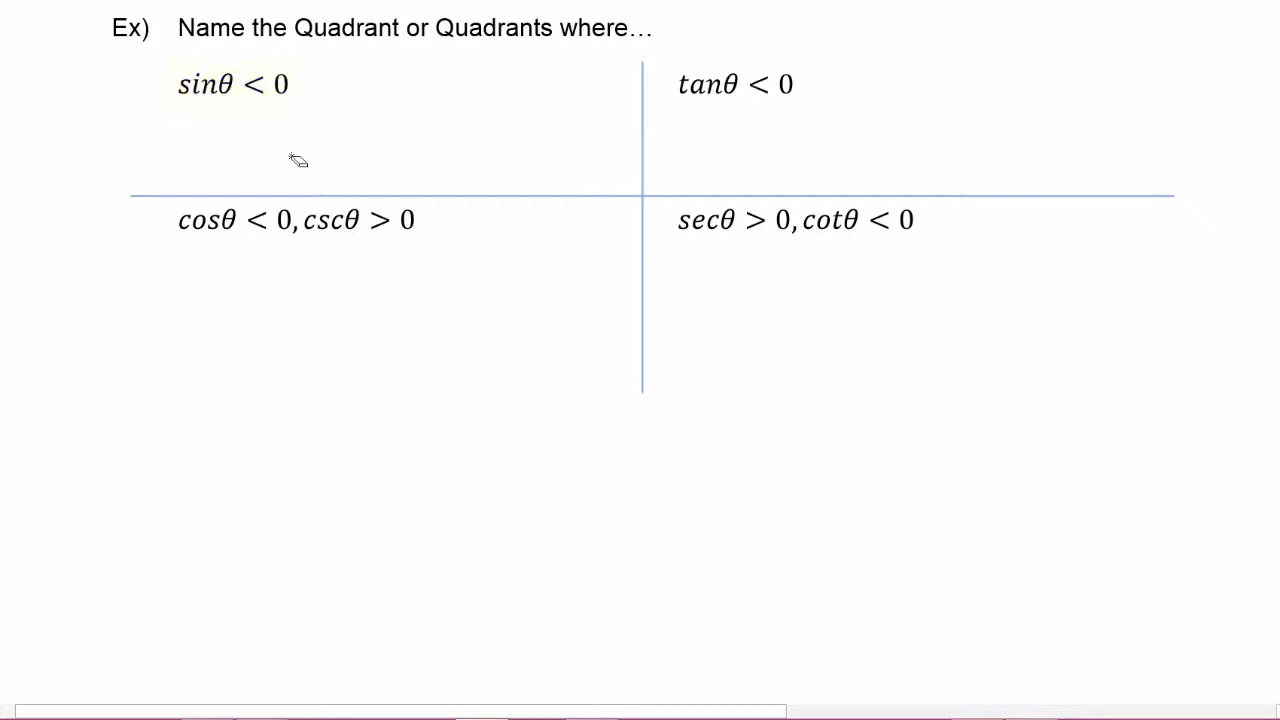 Ex) Name the Quadrant or Quadrants where…
sinθ < 0
tanθ < 0
cosθ < 0, cscθ > 0
secθ > 0, cotθ < 0